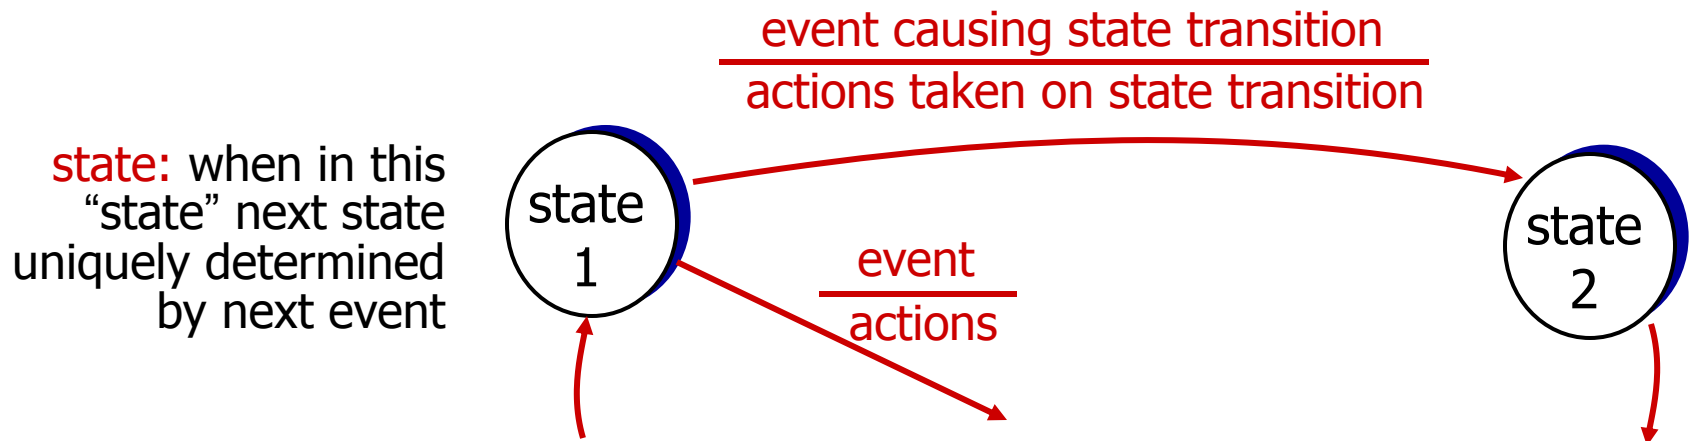 event causing state transition
actions taken on state transition
state: when in this
“state” next state
uniquely determined
by next event
state
1
event
actions
state
2